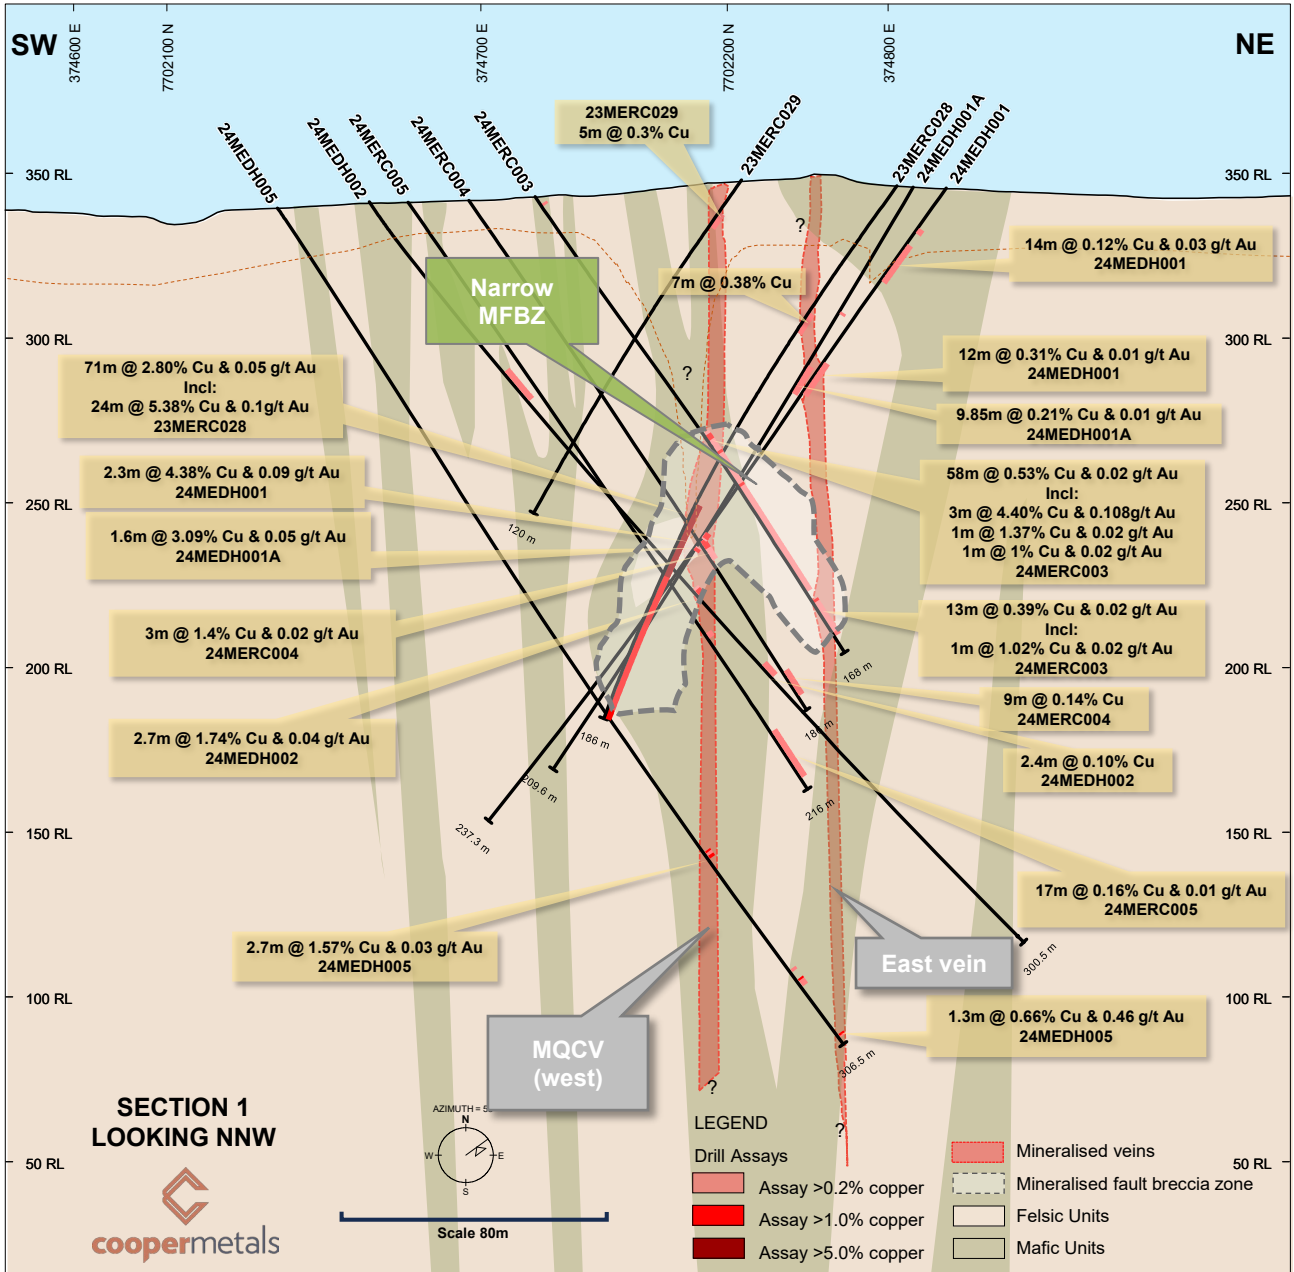 SW
374600 E
7702100 N
374700 E
7702200 N
374800 E
NE
24MEDH005
24MEDH002
24MERC005
24MERC004
24MERC003
23MERC029
5m @ 0.3% Cu
23MERC029
23MERC028
24MEDH001A
24MEDH001
350 RL
350 RL
?
14m @ 0.12% Cu & 0.03 g/t Au
24MEDH001
7m @ 0.38% Cu
Narrow
MFBZ
300 RL
300 RL
71m @ 2.80% Cu & 0.05 g/t Au
Incl:
24m @ 5.38% Cu & 0.1g/t Au
23MERC028
?
12m @ 0.31% Cu & 0.01 g/t Au
24MEDH001
9.85m @ 0.21% Cu & 0.01 g/t Au
24MEDH001A
2.3m @ 4.38% Cu & 0.09 g/t Au
24MEDH001
58m @ 0.53% Cu & 0.02 g/t Au
Incl:
3m @ 4.40% Cu & 0.108g/t Au
1m @ 1.37% Cu & 0.02 g/t Au
1m @ 1% Cu & 0.02 g/t Au
24MERC003
250 RL
250 RL
120 m
1.6m @ 3.09% Cu & 0.05 g/t Au
24MEDH001A
3m @ 1.4% Cu & 0.02 g/t Au
24MERC004
13m @ 0.39% Cu & 0.02 g/t Au
Incl:
1m @ 1.02% Cu & 0.02 g/t Au
24MERC003
200 RL
200 RL
168 m
9m @ 0.14% Cu
24MERC004
2.7m @ 1.74% Cu & 0.04 g/t Au
24MEDH002
186 m
2.4m @ 0.10% Cu
24MEDH002
209.6 m
216 m
237.3 m
150 RL
150 RL
17m @ 0.16% Cu & 0.01 g/t Au
24MERC005
2.7m @ 1.57% Cu & 0.03 g/t Au
24MEDH005
East vein
300.5 m
100 RL
100 RL
1.3m @ 0.66% Cu & 0.46 g/t Au
24MEDH005
306.5 m
MQCV
(west)
?
?
SECTION 1
LOOKING NNW
AZIMUTH =
N
W
E
S
50 RL
50 RL
coopermetals
Scale 80m
LEGEND
Drill Assays
Assay >0.2% copper
Assay >1.0% copper
Assay >5.0% copper
Mineralised veins
Mineralised fault breccia zone
Felsic Units
Mafic Units